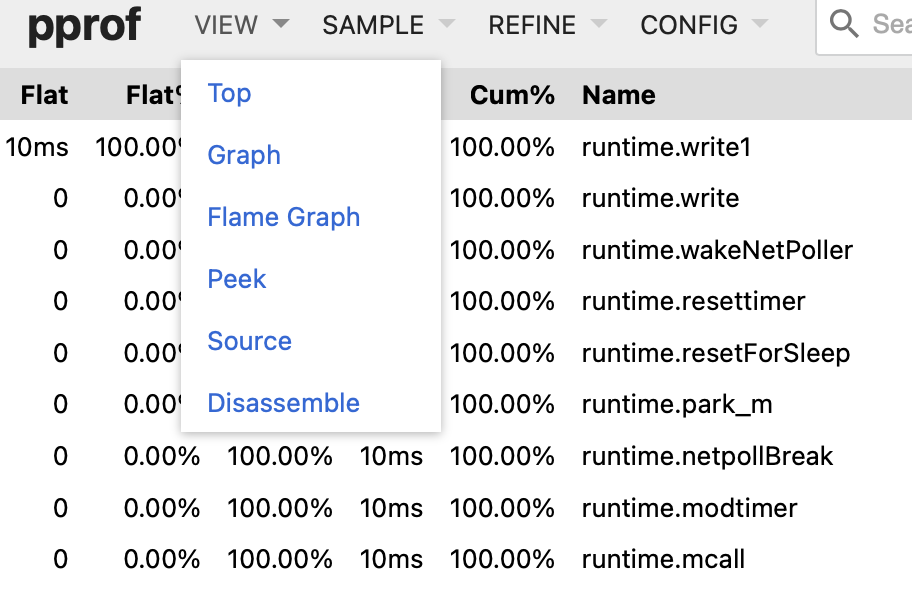 pprof VIEW SAMPLE REFINE CONFIG Sea
Flat Flat% Cum% Name
10ms 100.00% 100.00% runtime.write1
0 0.00% 100.00% runtime.write
0 0.00% 100.00% runtime.wakeNetPoller
0 0.00% 100.00% runtime.resettimer
0 0.00% 100.00% runtime.resetForSleep
0 0.00% 100.00% runtime.park_m
0 0.00% 100.00% 10ms 100.00% runtime.netpollBreak
0 0.00% 100.00% 10ms 100.00% runtime.modtimer
0 0.00% 100.00% 10ms 100.00% runtime.mcall
Top
Graph
Flame Graph
Peek
Source
Disassemble